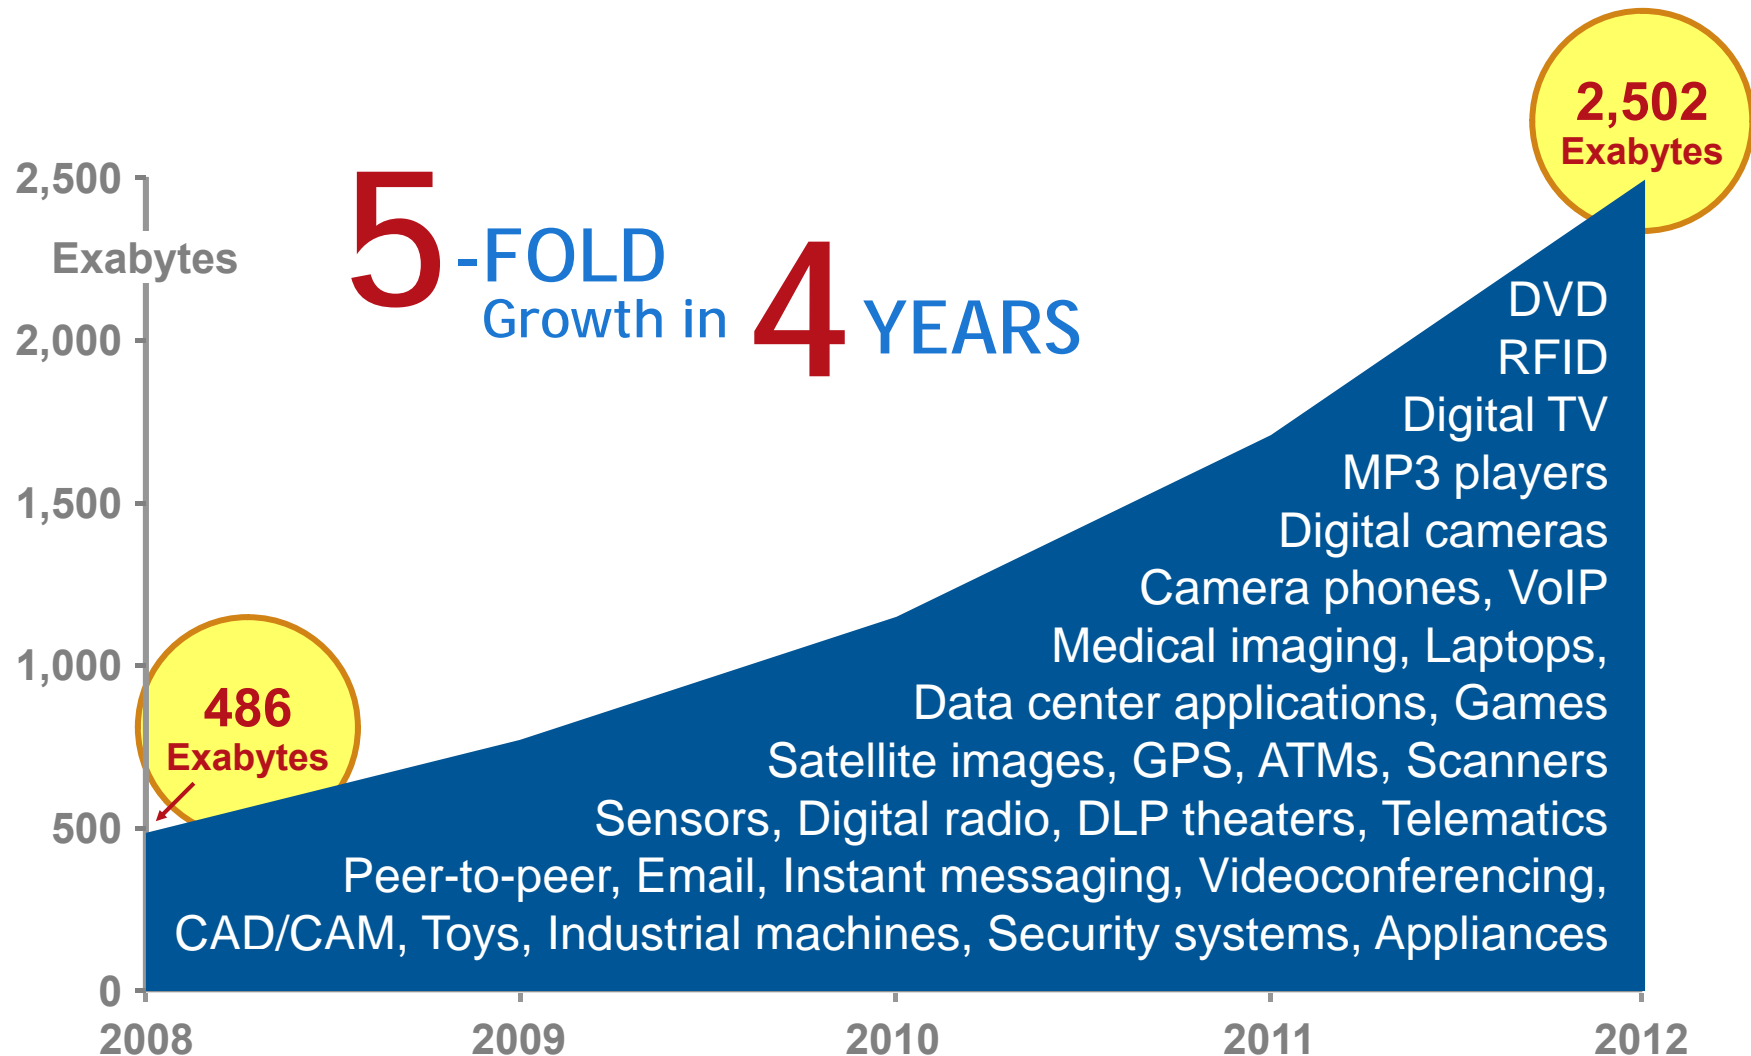 2,502
Exabytes
2,500
Exabytes
5-FOLD
Growth in 4 YEARS
2,000
1,500
1,000
500
0
486
Exabytes
DVD
RFID
Digital TV
MP3 players
Digital cameras
Camera phones, VoIP
Medical imaging, Laptops,
Data center applications, Games
Satellite images, GPS, ATMs, Scanners
Sensors, Digital radio, DLP theaters, Telematics
Peer-to-peer, Email, Instant messaging, Videoconferencing,
CAD/CAM, Toys, Industrial machines, Security systems, Appliances
2008 2009 2010 2011 2012